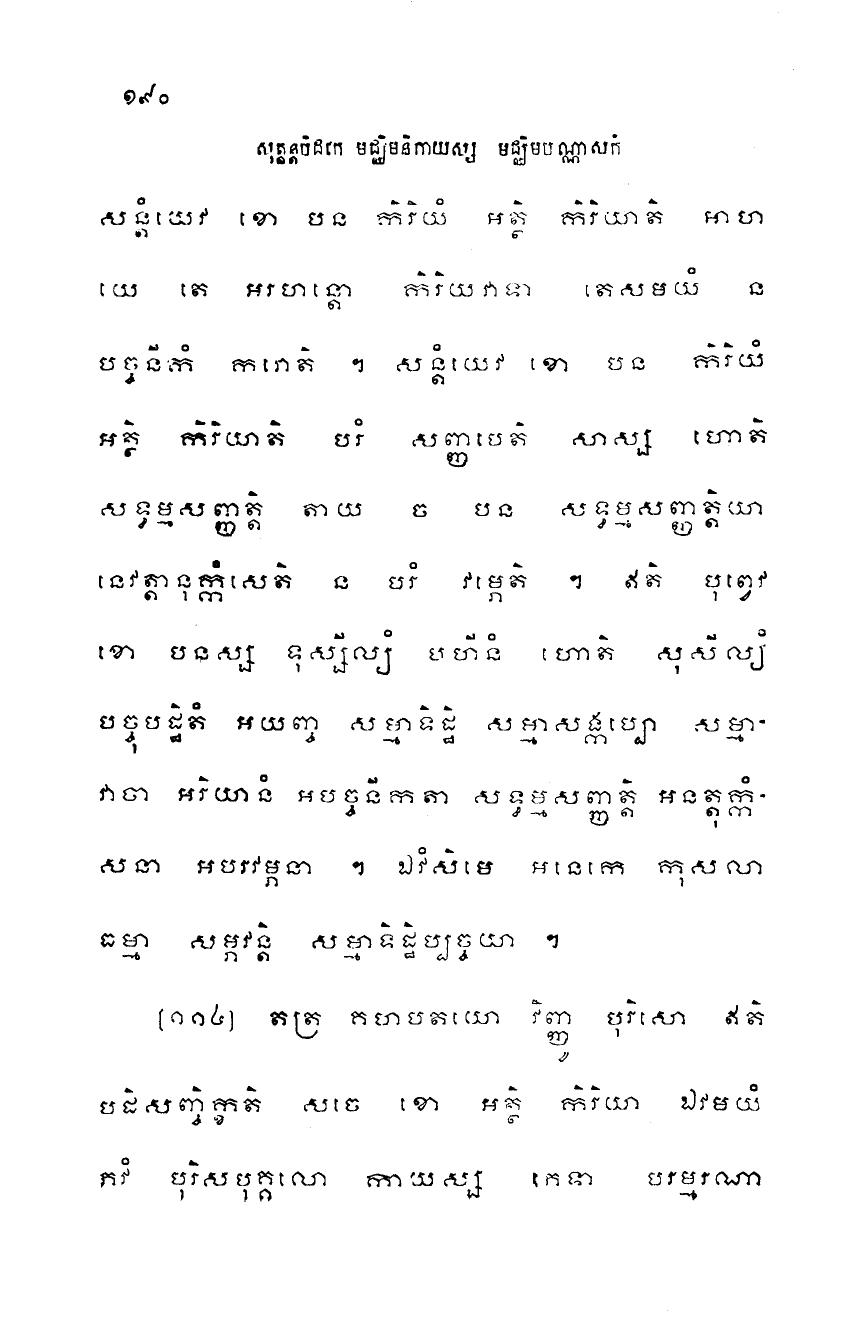 ១៩០
សុត្តន្តបិដកេ មជ្ឈិមនិកាយស្ស មជ្ឈិមបណ្ណាសកំ
សន្តំយេវ ខោ បន កិរិយំ អត្ថិ កិរិយាតិ អាហ
យេ តេ អរហន្តោ កិរិយវាទា តេសមយំ ន
បច្ចនីកំ ករោតិ ។ សន្តំយេវ ខោ បន កិរិយំ
អត្ថិ កិរិយាតិ បរំ សញ្ញបេតិ សាស្ស ហោតិ
សទ្ធម្មសញ្ញត្តិ តាយ ច បន សទ្ធម្មសញ្ញត្តិយា
នេវត្តានុក្កំសេតិ ន បរំ វម្ភេតិ ។ ឥតិ បុព្វេវ
ខោ បនស្ស ទុស្សីល្យំ បហីនំ ហោតិ សុសីល្យំ
បច្ចុបដ្ឋិតំ អយញ្ច សម្មាទិដ្ឋិ សម្មាសង្កប្បោ សម្មា-
វាចា អរិយានំ អបច្ចនីកតា សទ្ធម្មសញ្ញត្តិ អនត្តុក្កំ-
សនា អបរវម្ភនា ។ ឯវំសិមេ អនេកេ កុសលា
ធម្មា សម្ភវន្តិ សម្មាទិដ្ឋិប្បច្ចយា ។
[១១៤] តត្រ គហបតយោ វិញ្ញូ បុរិសោ ឥតិ
បដិសញ្ចិក្ខតិ សចេ ខោ អត្ថិ កិរិយា ឯវមយំ
ភវំ បុរិសបុគ្គលោ កាយស្ស ភេទា បរម្មរណា